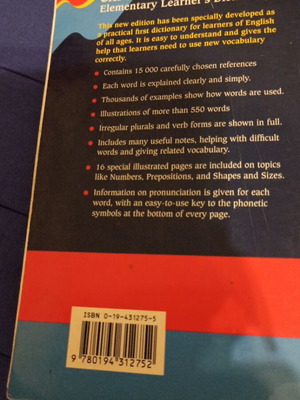 Elementary Learner's
This new edition has been specially developed as
a practical first dictionary for learners of English
of all ages. It is easy to understand and gives the
help that learners need to use new vocabulary
correctly.
• Contains 15 000 carefully chosen references
• Each word is explained clearly and simply.
• Thousands of examples show how words are used.
• Illustrations of more than 550 words
• Irregular plurals and verb forms are shown in full.
• Includes many useful notes, helping with difficult
words and giving related vocabulary.
• 16 special illustrated pages are included on topics
like Numbers, Prepositions, and Shapes and Sizes.
• Information on pronunciation is given for each
word, with an easy-to-use key to the phonetic
symbols at the bottom of every page.
ISBN 0-19-431275-5
9 780194 312752